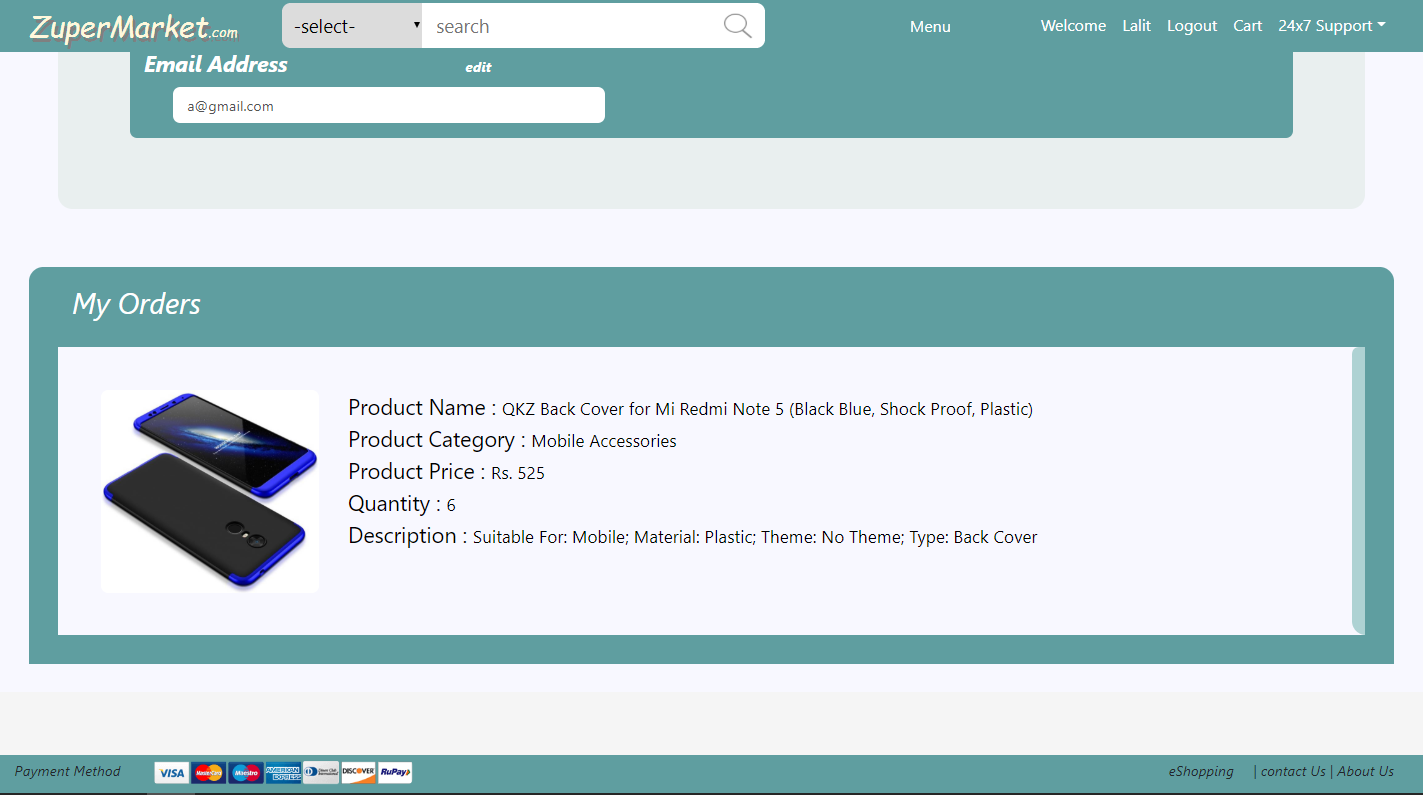 ZuperMarket.com -select- search Menu Welcome Lalit Logout Cart 24x7 Support
Email Address edit
a@gmail.com
My Orders
Product Name : QKZ Back Cover for Mi Redmi Note 5 (Black Blue, Shock Proof, Plastic)
Product Category : Mobile Accessories
Product Price : Rs. 525
Quantity : 6
Description : Suitable For: Mobile; Material: Plastic; Theme: No Theme; Type: Back Cover
Payment Method VISA MasterCard Maestro AMERICAN EXPRESS DISCOVER RuPay eShopping | contact Us | About Us